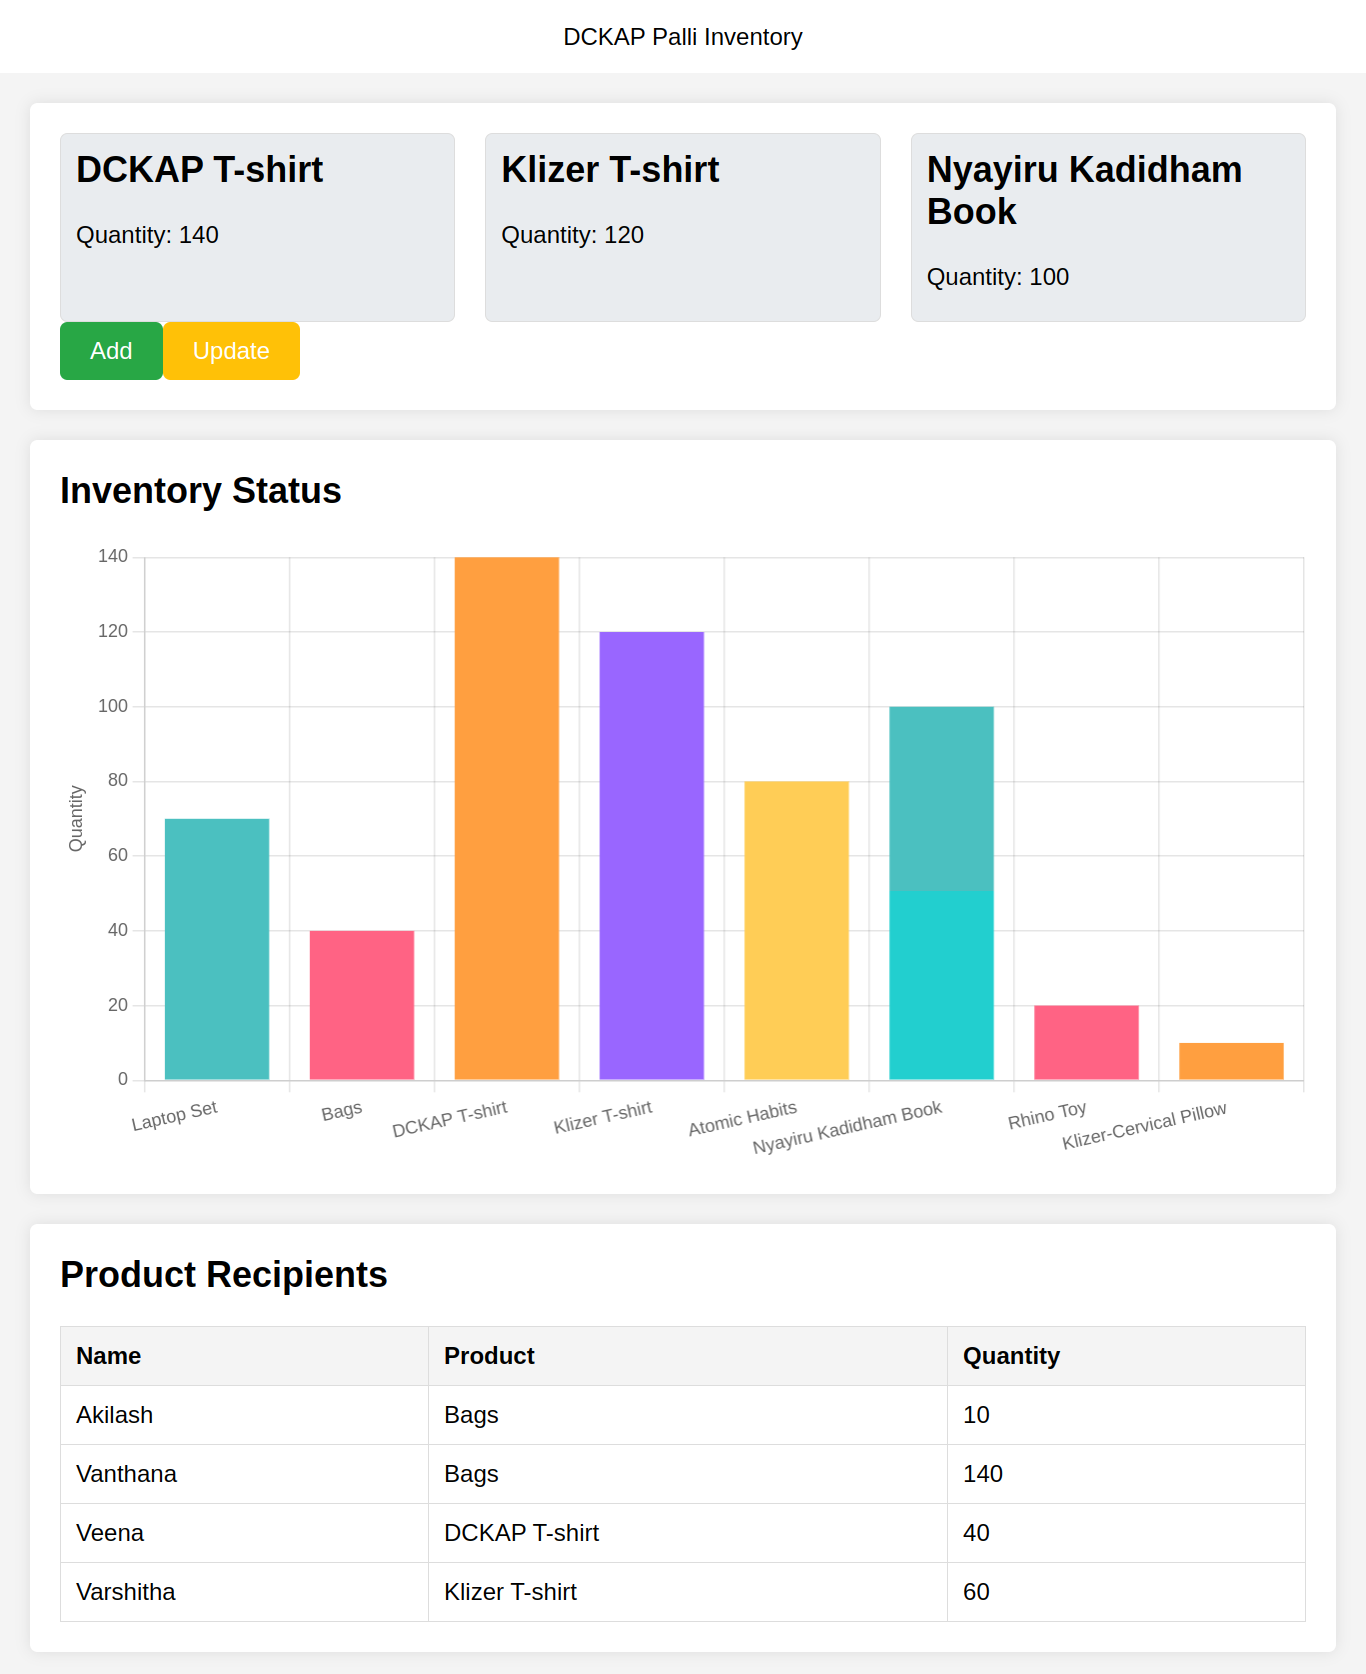 DCKAP Palli Inventory
DCKAP T-shirt
Quantity: 140
Klizer T-shirt
Quantity: 120
Nyayiru Kadidham
Book
Quantity: 100
Add
Update
Inventory Status
140
120
100
80
60
40
20
0
Quantity
Laptop Set
Bags
DCKAP T-shirt
Klizer T-shirt
Atomic Habits
Nyayiru Kadidham Book
Rhino Toy
Klizer-Cervical Pillow
Product Recipients
Name Product Quantity
Akilash Bags 10
Vanthana Bags 140
Veena DCKAP T-shirt 40
Varshitha Klizer T-shirt 60